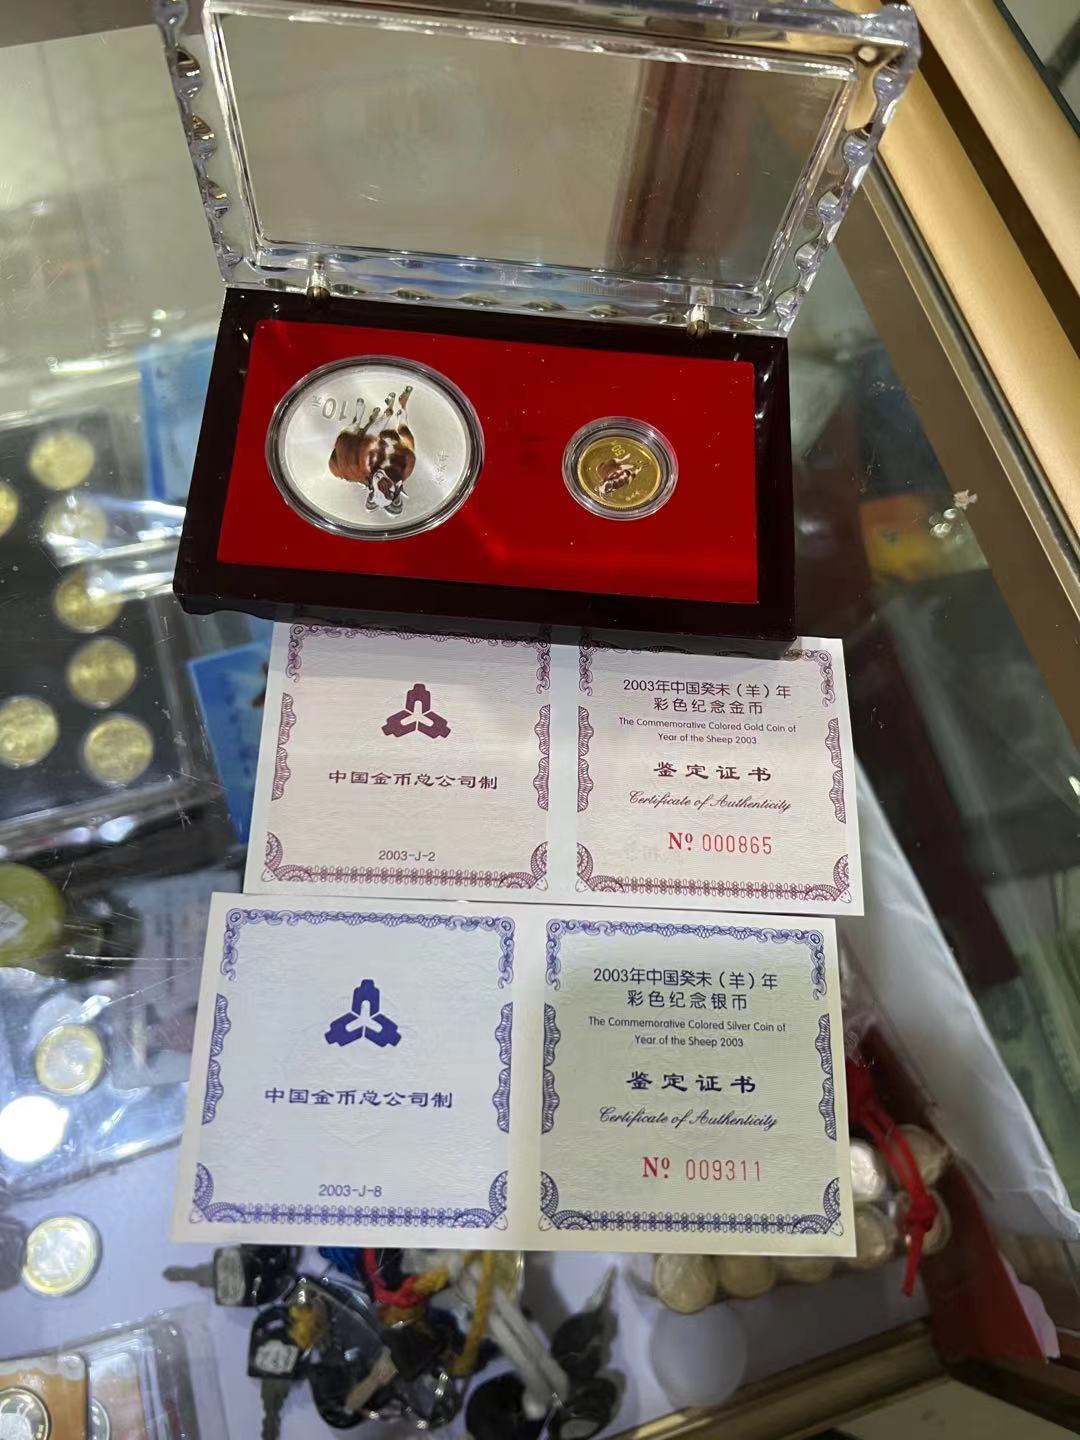 10元
50
中国金币总公司制
2003-J-2
2003年中国癸未（羊）年
彩色纪念金币
The Commemorative Colored Gold Coin of
Year of the Sheep 2003
鉴定证书
Certificate of Authenticity
Nº 000865
中国金币总公司制
2003-J-8
2003年中国癸未（羊）年
彩色纪念银币
The Commemorative Colored Silver Coin of
Year of the Sheep 2003
鉴定证书
Certificate of Authenticity
Nº 009311